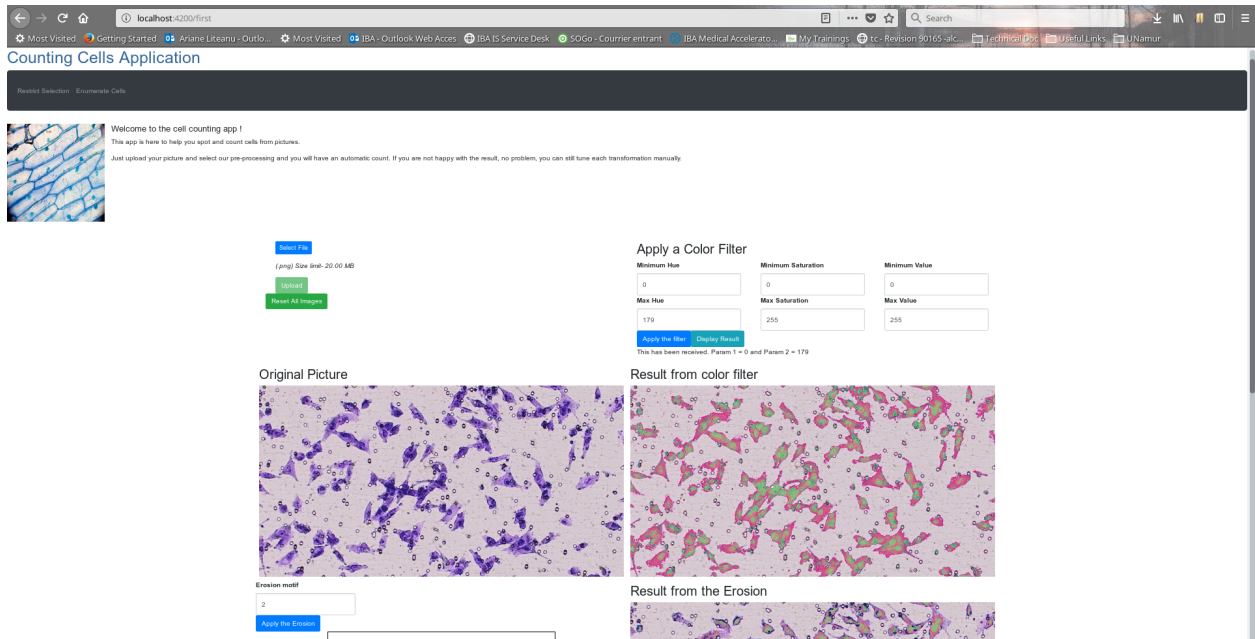 localhost:4200/first
Search
Most Visited Getting Started Ariane Liteanu - Outlo... Most Visited IBA - Outlook Web Acces IBA IS Service Desk SOGo - Courrier entrant IBA Medical Accelerato... My Trainings tc - Revision 90165 -alc... Technical Doc Useful Links UNamur
Counting Cells Application
Restrict Selection Enumerate Cells
Welcome to the cell counting app !
This app is here to help you spot and count cells from pictures.
Just upload your picture and select our pre-processing and you will have an automatic count. If you are not happy with the result, no problem, you can still tune each transformation manually.
Select File
(.png) Size limit- 20.00 MB
Upload
Reset All Images
Apply a Color Filter
Minimum Hue Minimum Saturation Minimum Value
0 0 0
Max Hue Max Saturation Max Value
179 255 255
Apply the filter Display Result
This has been received. Param 1 = 0 and Param 2 = 179
Original Picture Result from color filter
Erosion motif
2
Apply the Erosion
Result from the Erosion